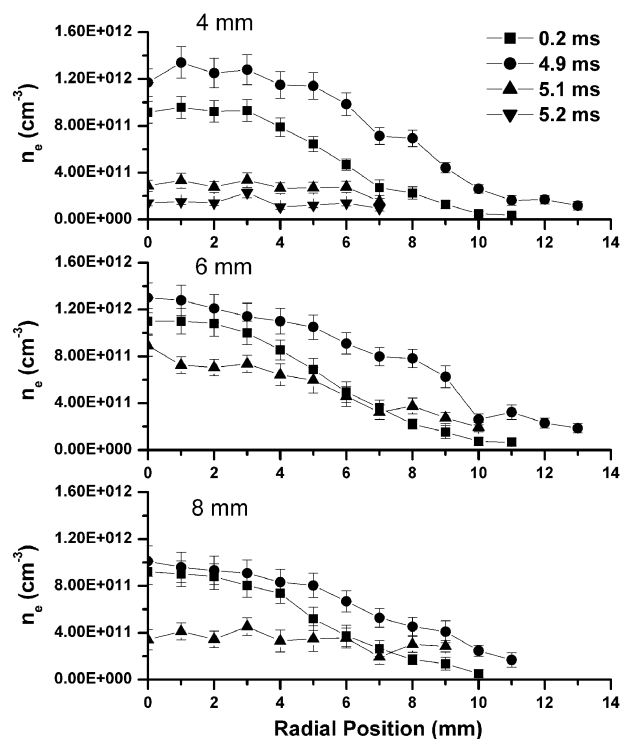 4 mm
0.2 ms
4.9 ms
5.1 ms
5.2 ms
nₑ (cm⁻³)
1.60E+012
1.20E+012
8.00E+011
4.00E+011
0.00E+000
0 2 4 6 8 10 12 14
6 mm
nₑ (cm⁻³)
1.60E+012
1.20E+012
8.00E+011
4.00E+011
0.00E+000
0 2 4 6 8 10 12 14
8 mm
nₑ (cm⁻³)
1.60E+012
1.20E+012
8.00E+011
4.00E+011
0.00E+000
0 2 4 6 8 10 12 14
Radial Position (mm)